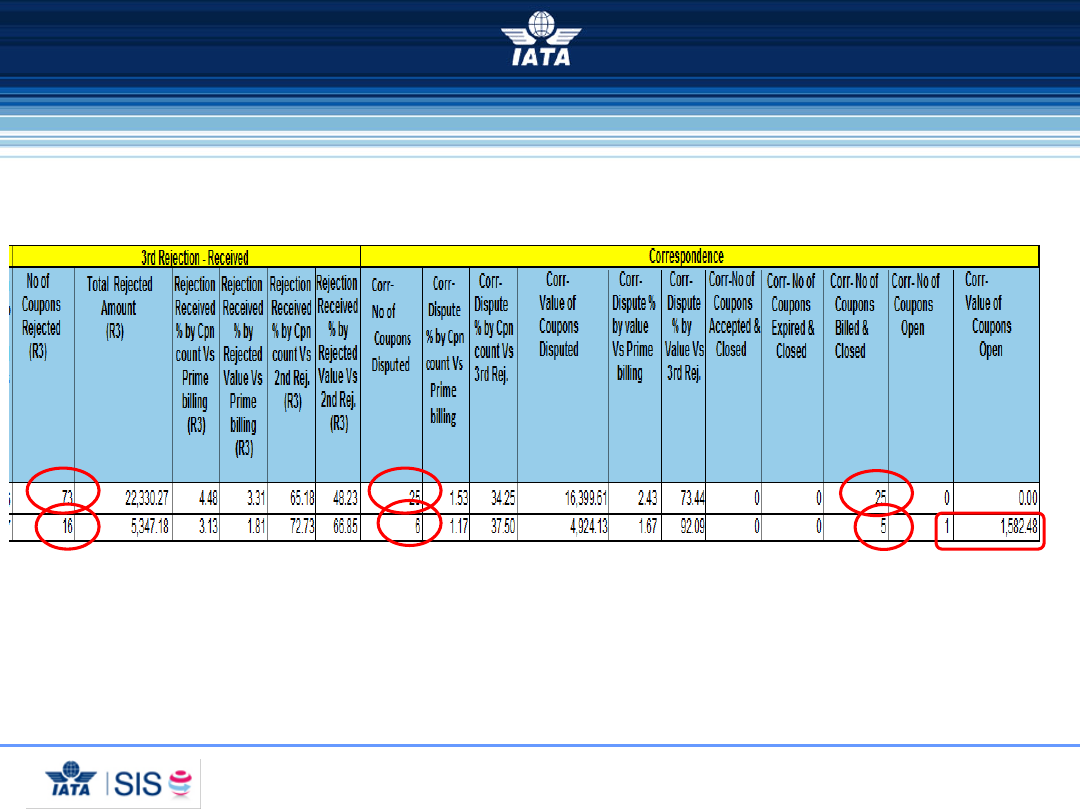 IATA
3rd Rejection - Received
Correspondence
No of
Coupons
Rejected
(R3)
Total Rejected
Amount
(R3)
Rejection
Received
% by Cpn
count Vs
Prime
billing
(R3)
Rejection
Received
% by
Rejected
Value Vs
Prime
billing
(R3)
Rejection
Received
% by Cpn
count Vs
2nd Rej.
(R3)
Rejection
Received
% by
Rejected
Value Vs
2nd Rej.
(R3)
Corr-
No of
Coupons
Disputed
Corr-
Dispute
% by Cpn
count Vs
Prime
billing
Corr-
Dispute
% by Cpn
count Vs
3rd Rej.
Corr-
Value of
Coupons
Disputed
Corr-
Dispute %
by value
Vs Prime
billing
Corr-
Dispute
% by
Value Vs
3rd Rej.
Corr-No of
Coupons
Accepted &
Closed
Corr- No of
Coupons
Expired &
Closed
Corr- No of
Coupons
Billed &
Closed
Corr- No of
Coupons
Open
Corr-
Value of
Coupons
Open
73 22,330.27 4.48 3.31 65.18 48.23 25 1.53 34.25 16,399.61 2.43 73.44 0 0 25 0 0.00
16 5,347.18 3.13 1.81 72.73 66.85 6 1.17 37.50 4,924.13 1.67 92.09 0 0 5 1 1,582.48
IATA SIS